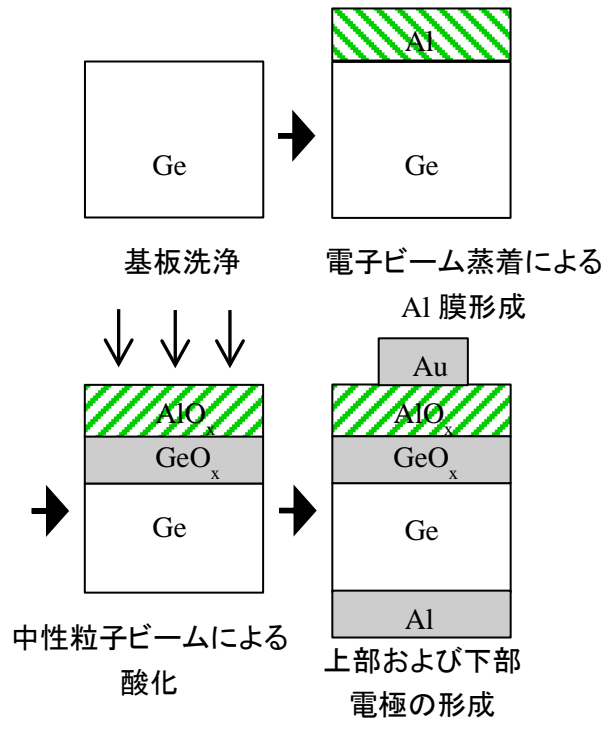 Ge
基板洗浄
Al
Ge
電子ビーム蒸着による
Al 膜形成
AlOx
GeOx
Ge
中性粒子ビームによる
酸化
Au
AlOx
GeOx
Ge
Al
上部および下部
電極の形成